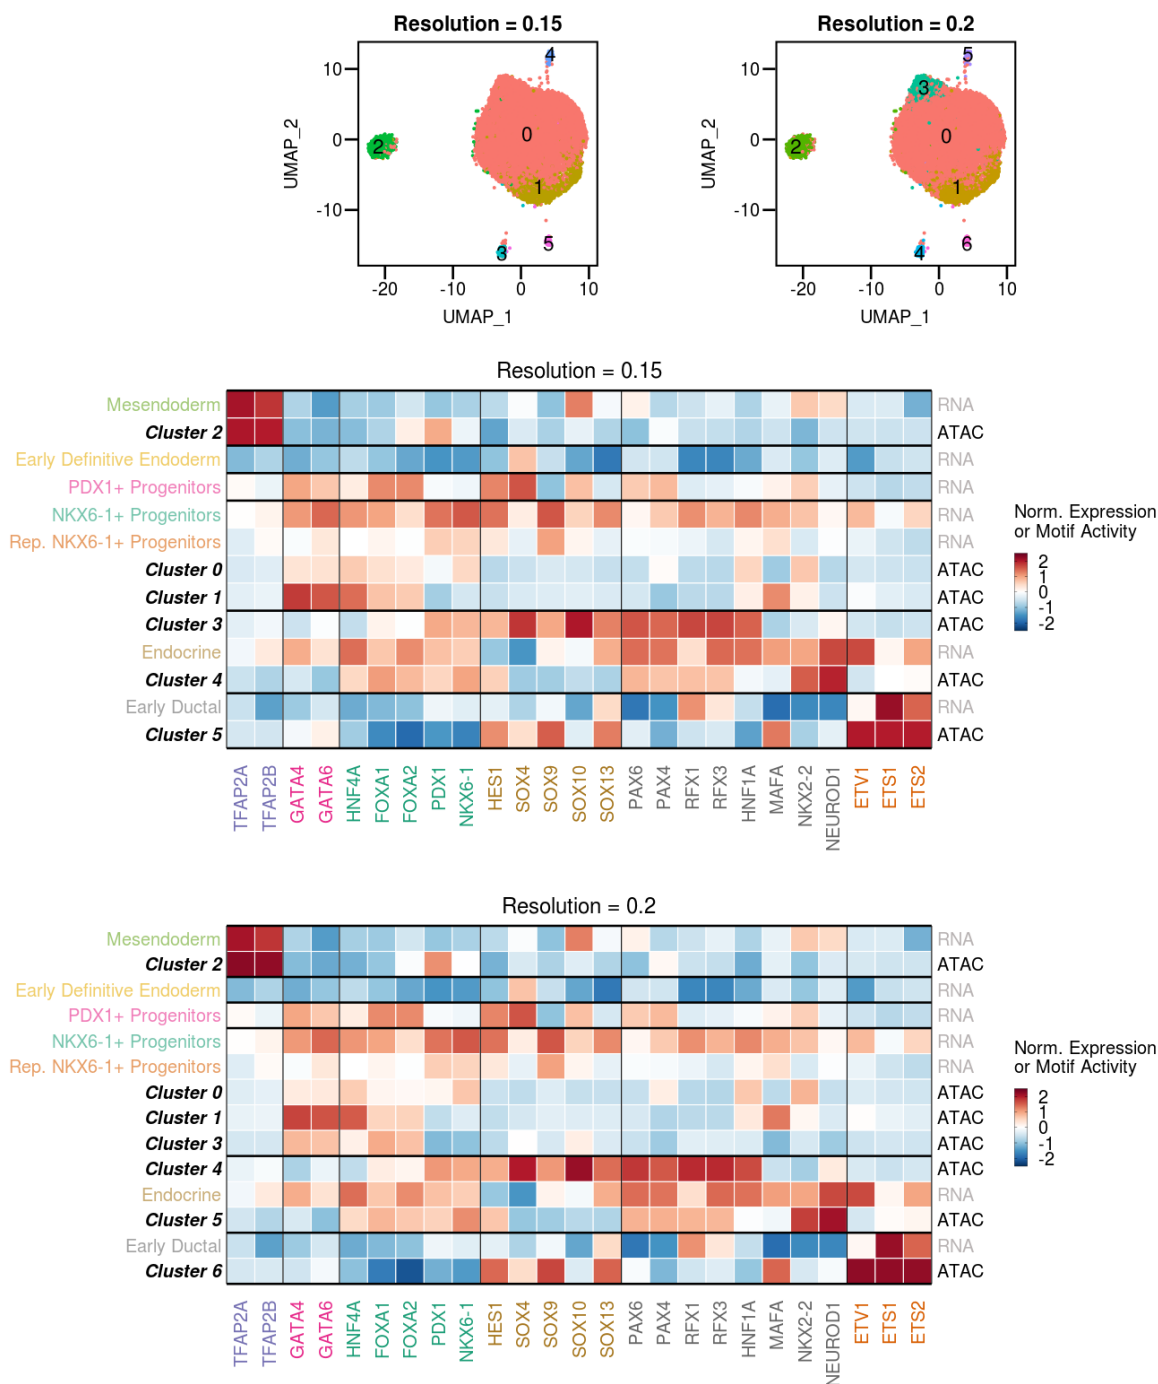 Resolution = 0.15
Resolution = 0.2
UMAP_2
10
0
-10
-20
-10
0
10
UMAP_1
4
0
2
1
3
5
UMAP_2
10
0
-10
-20
-10
0
10
UMAP_1
5
3
0
2
1
4
6
Resolution = 0.15
Mesendoderm RNA
Cluster 2 ATAC
Early Definitive Endoderm RNA
PDX1+ Progenitors RNA
NKX6-1+ Progenitors RNA
Rep. NKX6-1+ Progenitors RNA
Cluster 0 ATAC
Cluster 1 ATAC
Cluster 3 ATAC
Endocrine RNA
Cluster 4 ATAC
Early Ductal RNA
Cluster 5 ATAC
Norm. Expression
or Motif Activity
2
1
0
-1
-2
TFAP2A
TFAP2B
GATA4
GATA6
HNF4A
FOXA1
FOXA2
PDX1
NKX6-1
HES1
SOX4
SOX9
SOX10
SOX13
PAX6
PAX4
RFX1
RFX3
HNF1A
MAFA
NKX2-2
NEUROD1
ETV1
ETS1
ETS2
Resolution = 0.2
Mesendoderm RNA
Cluster 2 ATAC
Early Definitive Endoderm RNA
PDX1+ Progenitors RNA
NKX6-1+ Progenitors RNA
Rep. NKX6-1+ Progenitors RNA
Cluster 0 ATAC
Cluster 1 ATAC
Cluster 3 ATAC
Cluster 4 ATAC
Endocrine RNA
Cluster 5 ATAC
Early Ductal RNA
Cluster 6 ATAC
Norm. Expression
or Motif Activity
2
1
0
-1
-2
TFAP2A
TFAP2B
GATA4
GATA6
HNF4A
FOXA1
FOXA2
PDX1
NKX6-1
HES1
SOX4
SOX9
SOX10
SOX13
PAX6
PAX4
RFX1
RFX3
HNF1A
MAFA
NKX2-2
NEUROD1
ETV1
ETS1
ETS2